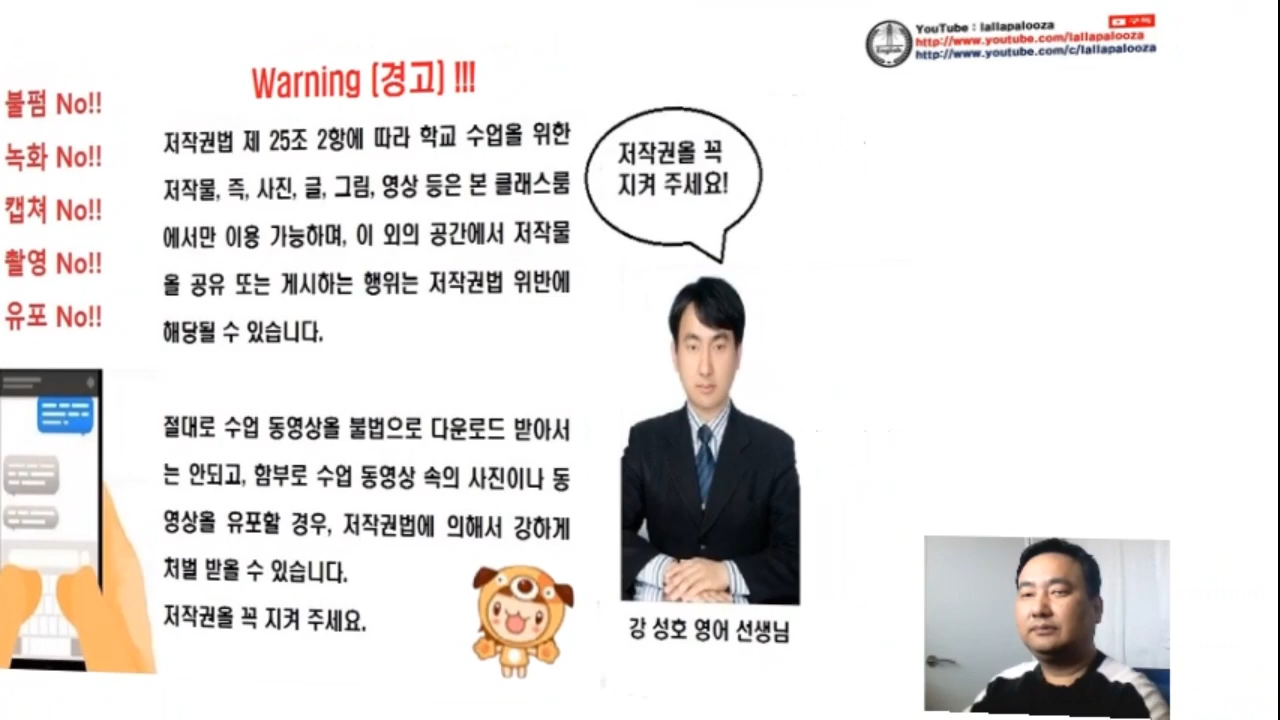 YouTube : lallapalooza
구독
http://www.youtube.com/lallapalooza
http://www.youtube.com/c/lallapalooza
English
Warning (경고) !!!
불펌 No!!
녹화 No!!
캡쳐 No!!
촬영 No!!
유포 No!!
저작권법 제 25조 2항에 따라 학교 수업을 위한
저작물, 즉, 사진, 글, 그림, 영상 등은 본 클래스룸
에서만 이용 가능하며, 이 외의 공간에서 저작물
을 공유 또는 게시하는 행위는 저작권법 위반에
해당될 수 있습니다.
절대로 수업 동영상을 불법으로 다운로드 받아서
는 안되고, 함부로 수업 동영상 속의 사진이나 동
영상을 유포할 경우, 저작권법에 의해서 강하게
처벌 받을 수 있습니다.
저작권을 꼭 지켜 주세요.
저작권을 꼭
지켜 주세요!
강 성호 영어 선생님